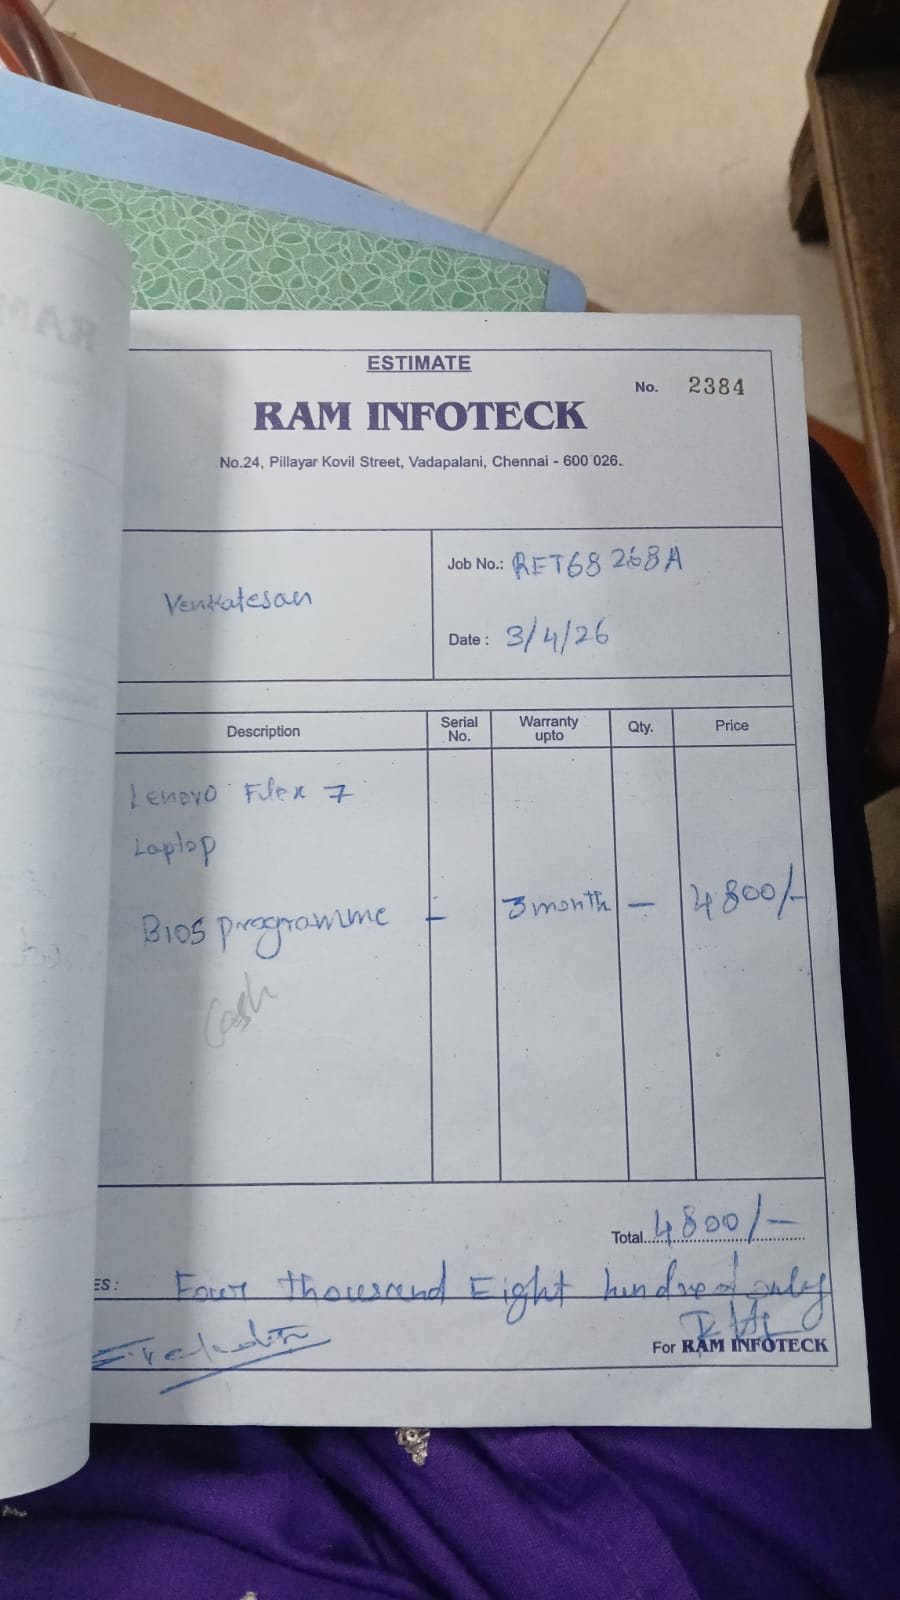 ESTIMATE
No. 2384
RAM INFOTECK
No.24, Pillayar Kovil Street, Vadapalani, Chennai - 600 026.
Venkatesan
Job No.: RET68268A
Date : 3/4/26
Description Serial No. Warranty upto Qty. Price
Lenovo Flex 7
Laptop
BIOS programme - 3 month - 4800/-
Cash
Total 4800/-
ES : Four thousand Eight hundred only
For RAM INFOTECK